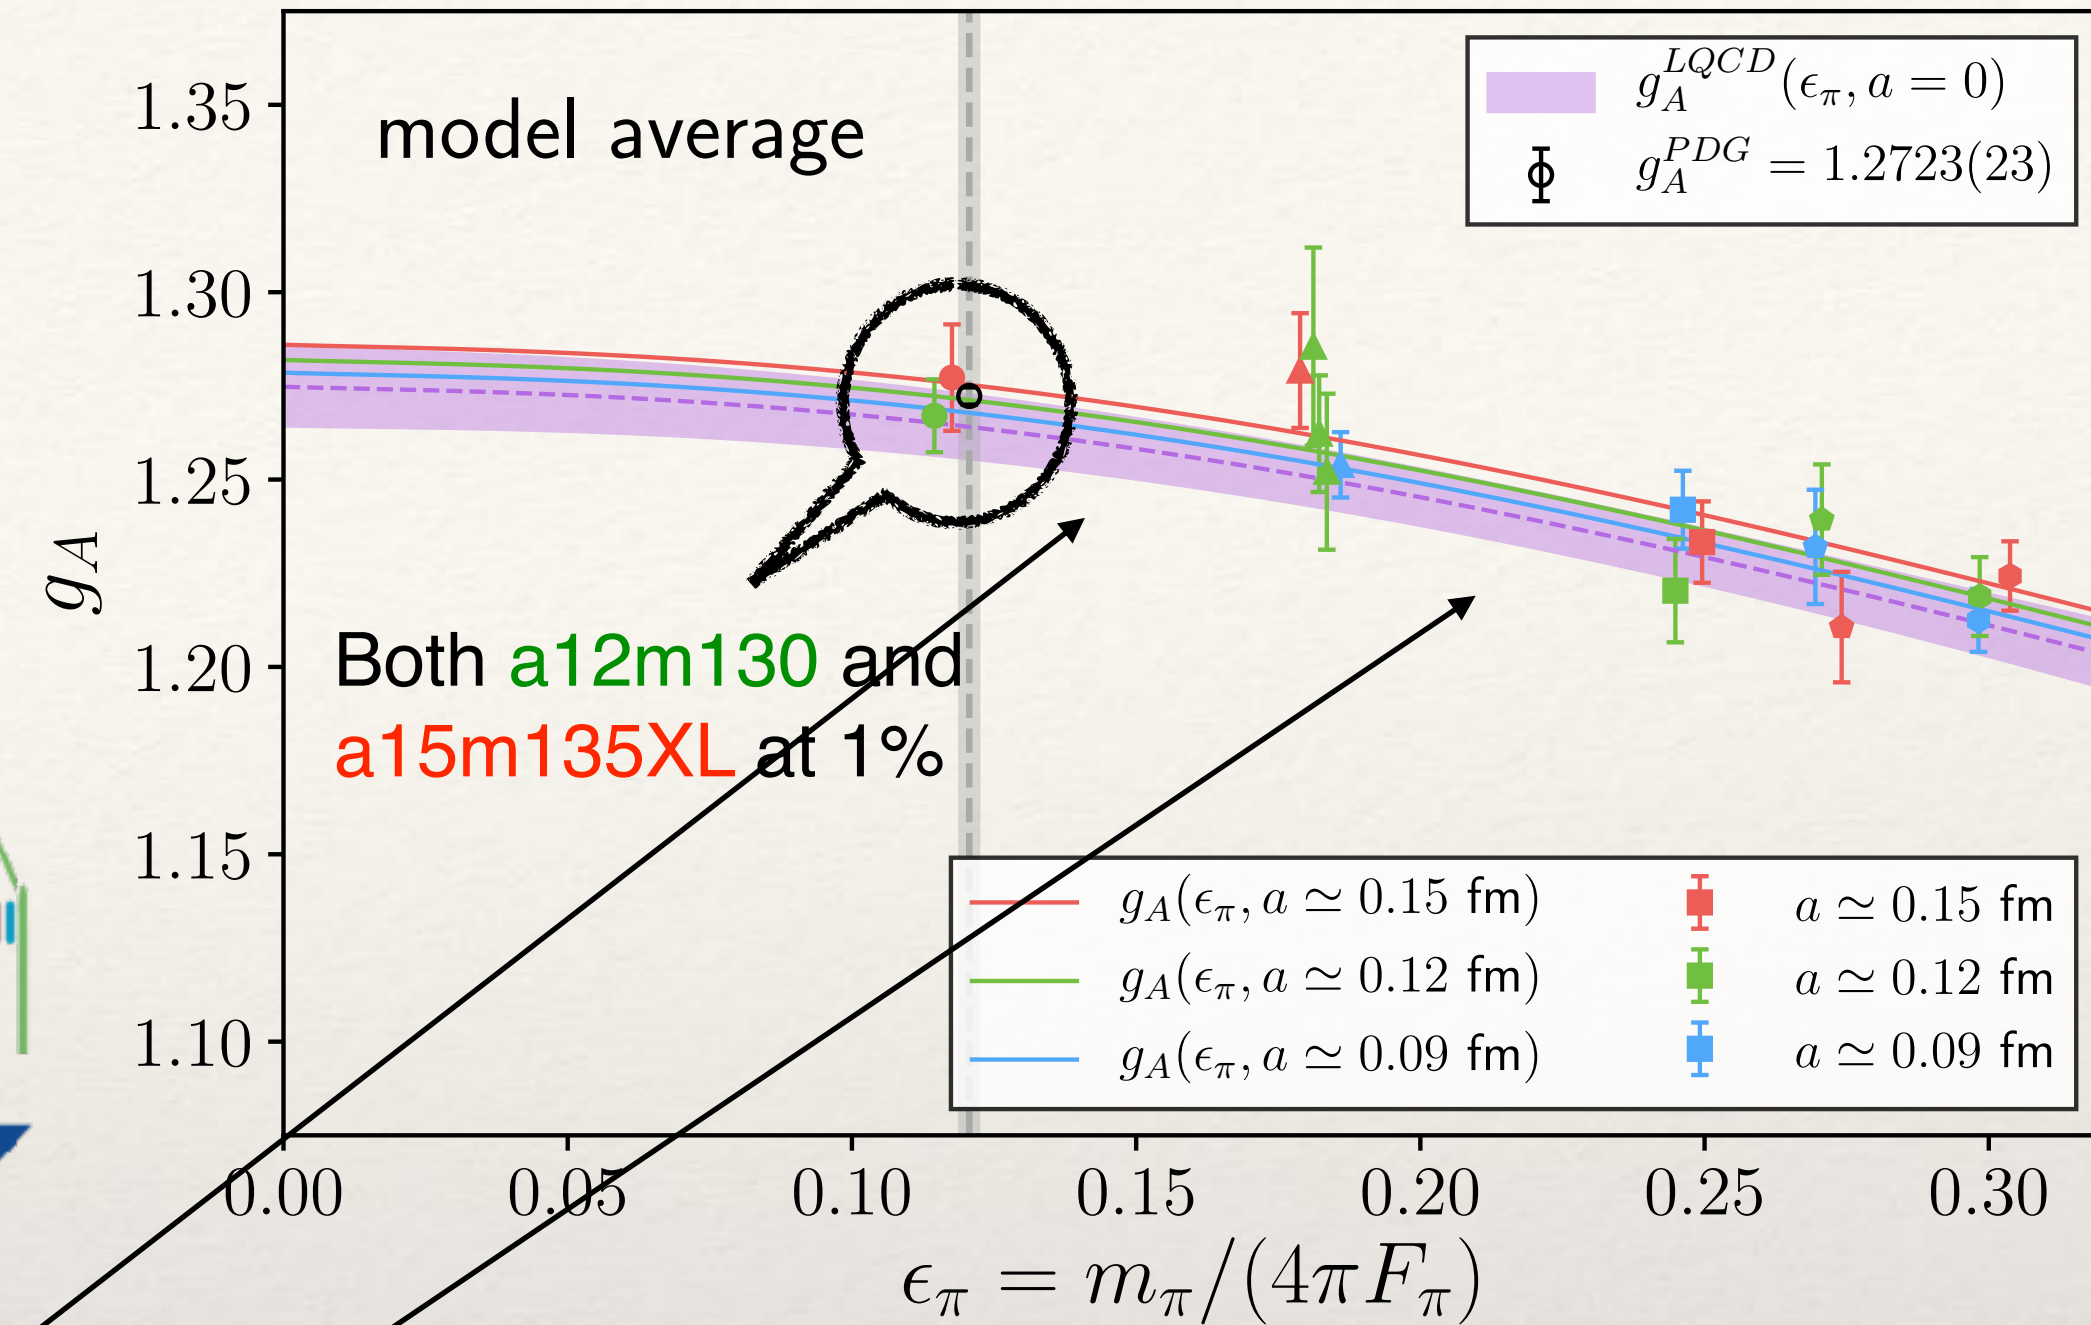 1.35
1.30
1.25
1.20
1.15
1.10
g_A
model average
g_A^{LQCD}(ϵ_π, a = 0)
g_A^{PDG} = 1.2723(23)
Both a12m130 and
a15m135XL at 1%
g_A(ϵ_π, a ≃ 0.15 fm)
g_A(ϵ_π, a ≃ 0.12 fm)
g_A(ϵ_π, a ≃ 0.09 fm)
a ≃ 0.15 fm
a ≃ 0.12 fm
a ≃ 0.09 fm
0.00 0.05 0.10 0.15 0.20 0.25 0.30
ϵ_π = m_π/(4πF_π)